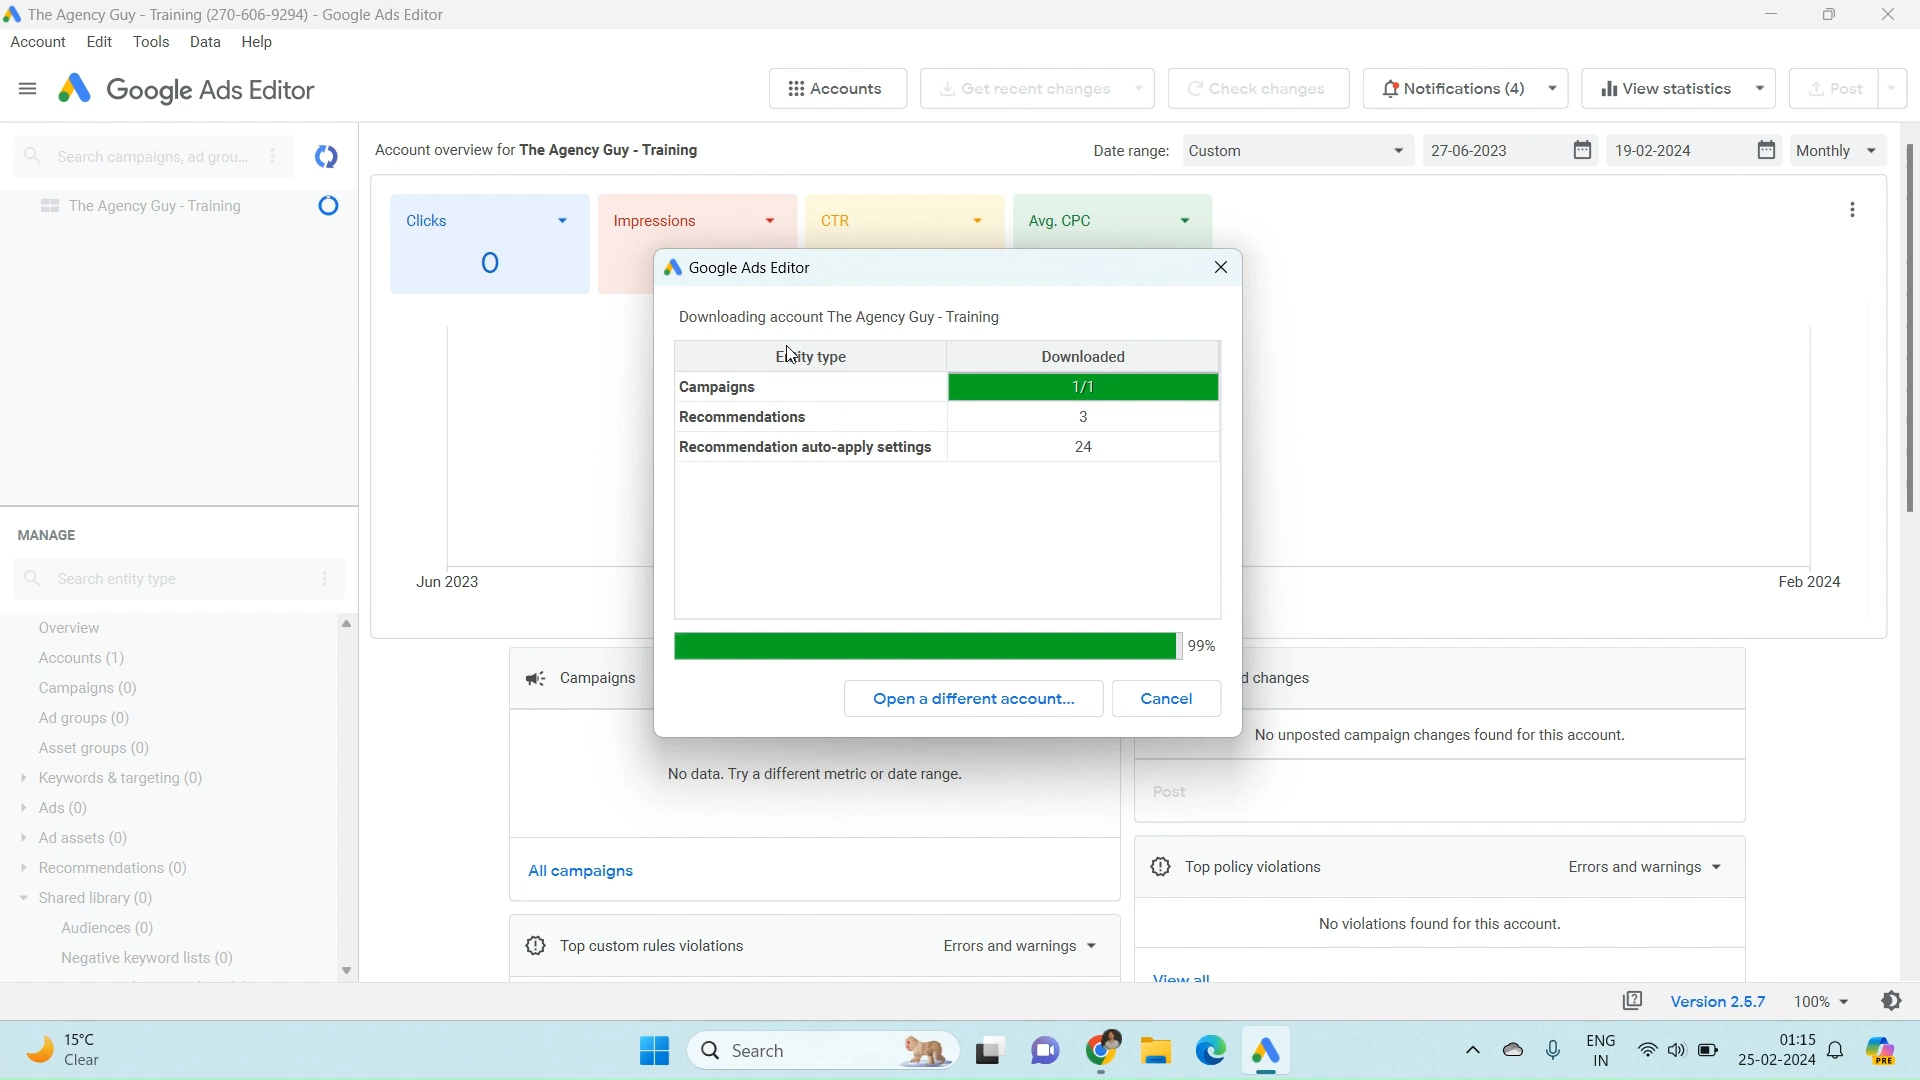 The Agency Guy - Training (270-606-9294) - Google Ads Editor
Account Edit Tools Data Help
Google Ads Editor
Accounts
Get recent changes
Check changes
Notifications (4)
View statistics
Post
Search campaigns, ad grou...
The Agency Guy - Training
Account overview for The Agency Guy - Training
Date range: Custom 27-06-2023 19-02-2024 Monthly
Clicks
0
Impressions
CTR
Avg. CPC
Jun 2023
Feb 2024
Google Ads Editor
Downloading account The Agency Guy - Training
Entity type Downloaded
Campaigns 1/1
Recommendations 3
Recommendation auto-apply settings 24
99%
Open a different account...
Cancel
MANAGE
Search entity type
Overview
Accounts (1)
Campaigns (0)
Ad groups (0)
Asset groups (0)
Keywords & targeting (0)
Ads (0)
Ad assets (0)
Recommendations (0)
Shared library (0)
Audiences (0)
Negative keyword lists (0)
Campaigns
No data. Try a different metric or date range.
All campaigns
Top custom rules violations Errors and warnings
d changes
No unposted campaign changes found for this account.
Post
Top policy violations Errors and warnings
No violations found for this account.
View all
Version 2.5.7 100%
15°C
Clear
Search
ENG
IN
01:15
25-02-2024
PRE